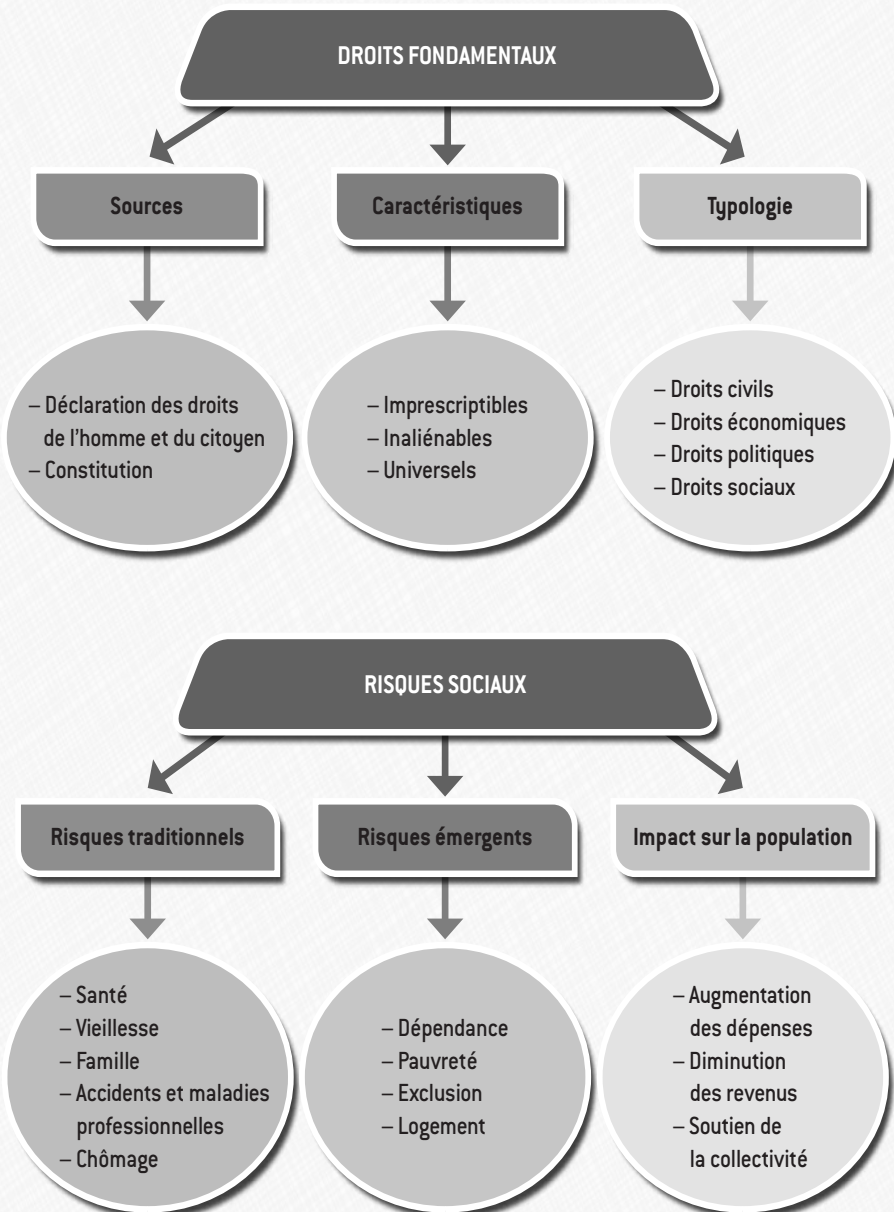 DROITS FONDAMENTAUX
Sources
Caractéristiques
Typologie
– Déclaration des droits
de l'homme et du citoyen
– Constitution
– Imprescriptibles
– Inaliénables
– Universels
– Droits civils
– Droits économiques
– Droits politiques
– Droits sociaux
RISQUES SOCIAUX
Risques traditionnels
Risques émergents
Impact sur la population
– Santé
– Vieillesse
– Famille
– Accidents et maladies
professionnelles
– Chômage
– Dépendance
– Pauvreté
– Exclusion
– Logement
– Augmentation
des dépenses
– Diminution
des revenus
– Soutien de
la collectivité